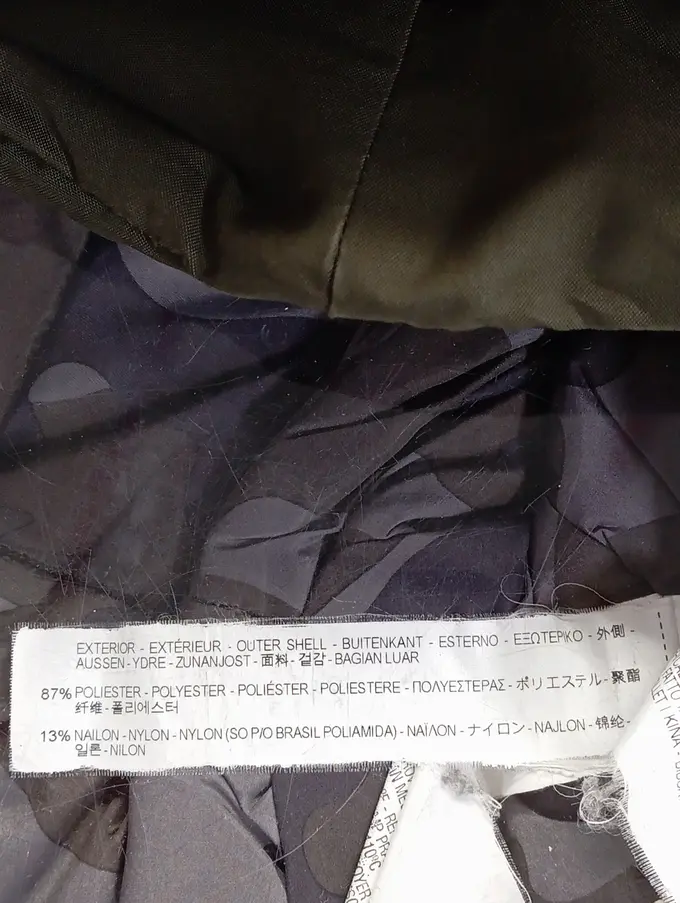 EXTERIOR - EXTÉRIEUR - OUTER SHELL - BUITENKANT - ESTERNO - ΕΞΩΤΕΡΙΚΟ - 外側 -
AUSSEN-YDRE - ZUNANJOST - 面料 - 겉감 - BAGIAN LUAR
87% POLIESTER - POLYESTER - POLIÉSTER - POLIESTERE - ΠΟΛΥΕΣΤΕΡΑΣ - ポリエステル - 聚酯
纤维 - 폴리에스터
13% NAILON - NYLON - NYLON (SO P/O BRASIL POLIAMIDA) - ΝΑΪΛΟΝ - ナイロン - NAJLON - 锦纶 -
일론 - NILON
110ºC